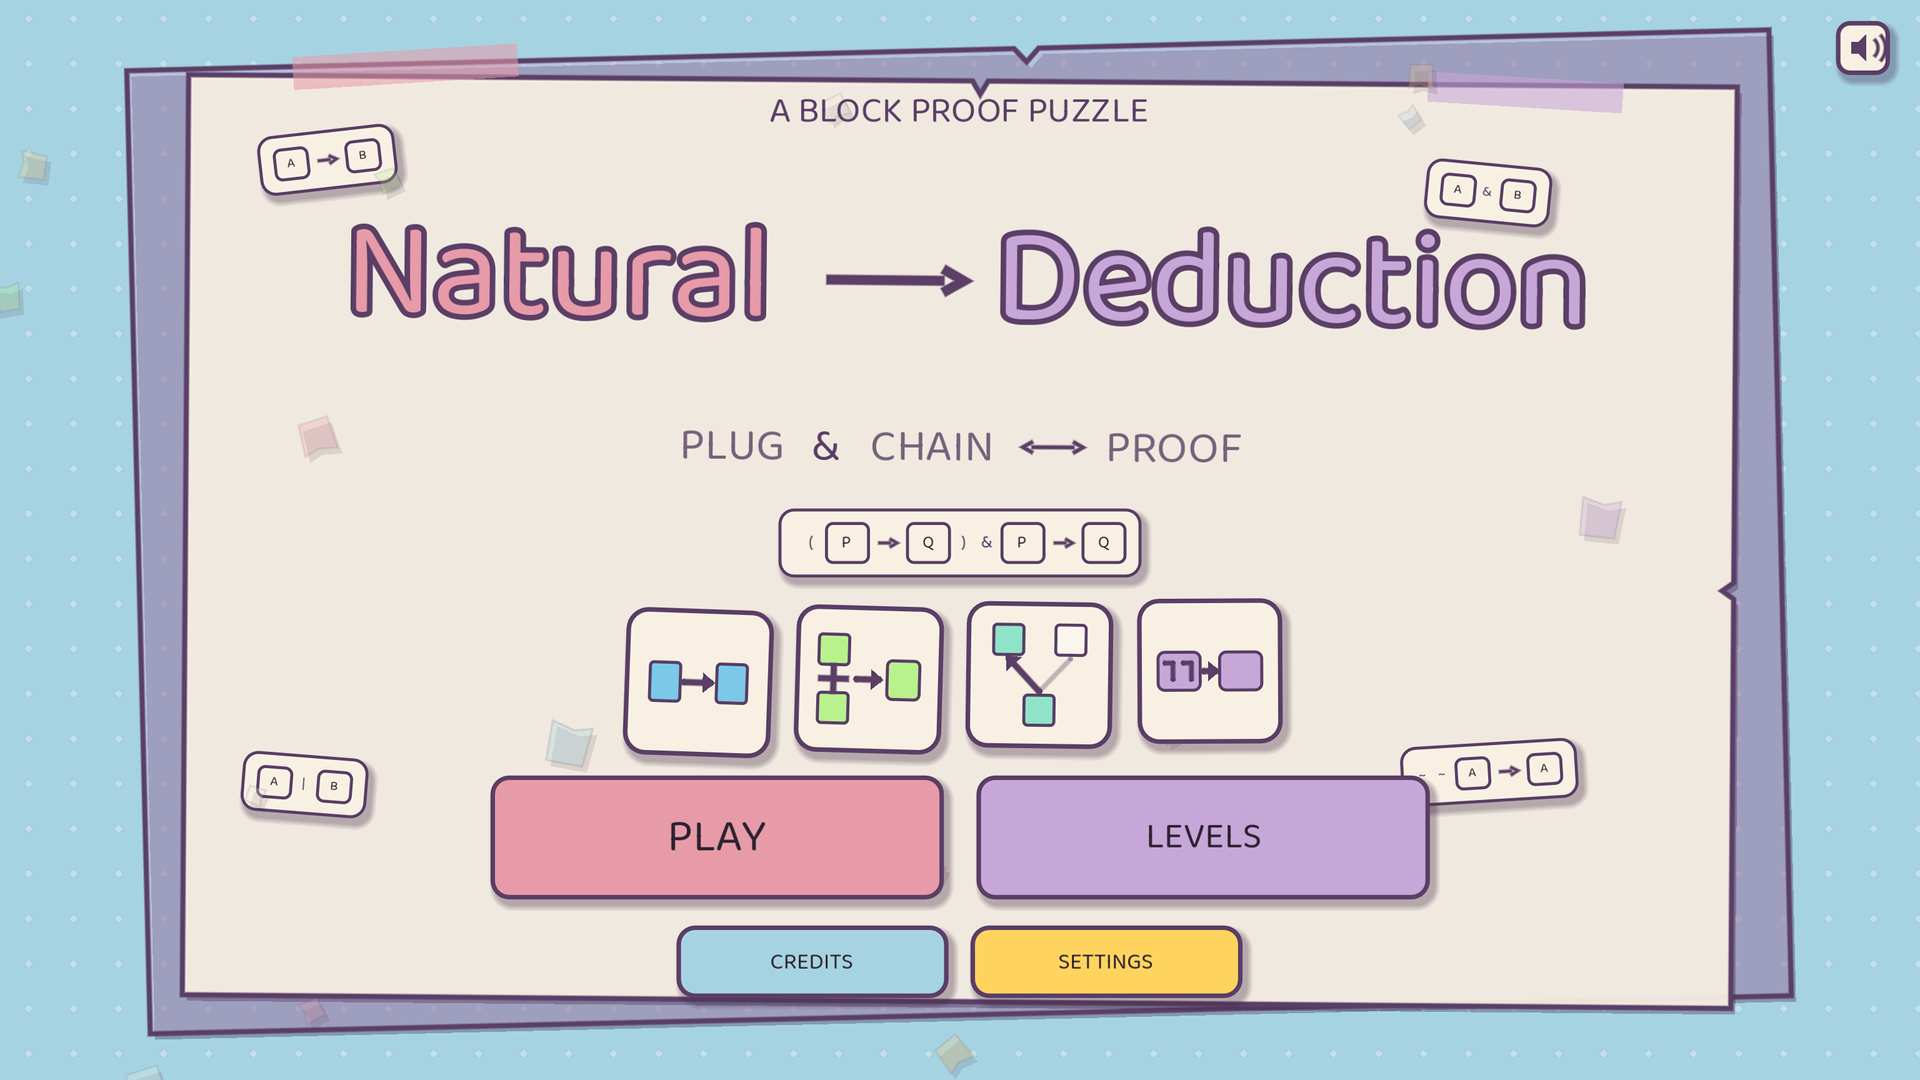 A BLOCK PROOF PUZZLE
A → B
A & B
Natural → Deduction
PLUG & CHAIN ↔ PROOF
( P → Q ) & P → Q
¬¬ →
A | B
~ ~ A → A
PLAY
LEVELS
CREDITS
SETTINGS